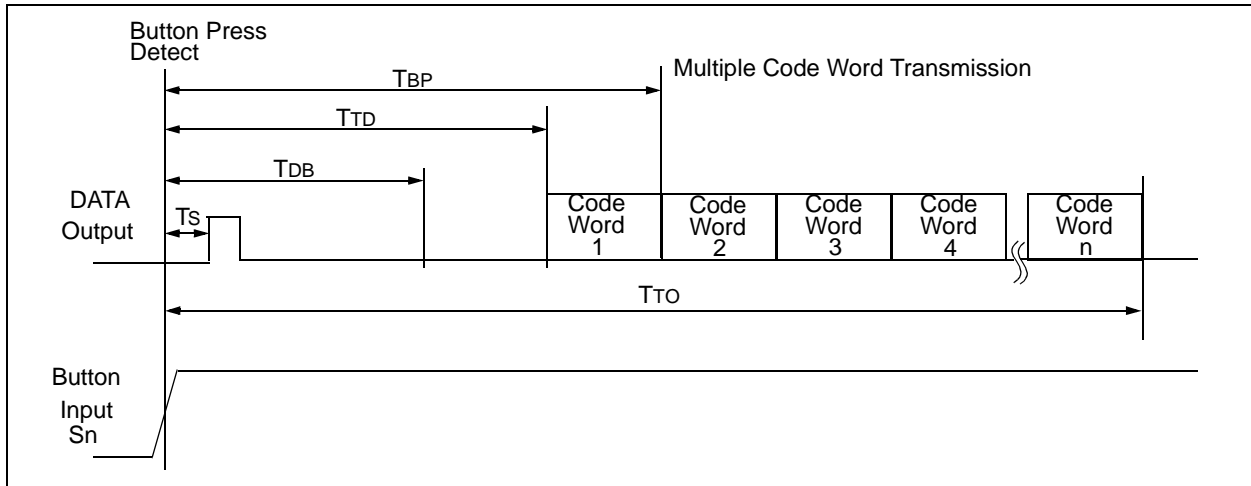 Button Press
Detect
Multiple Code Word Transmission
TBP
TTD
TDB
DATA
Output
TS
Code
Word
1
Code
Word
2
Code
Word
3
Code
Word
4
Code
Word
n
TTO
Button
Input
Sn